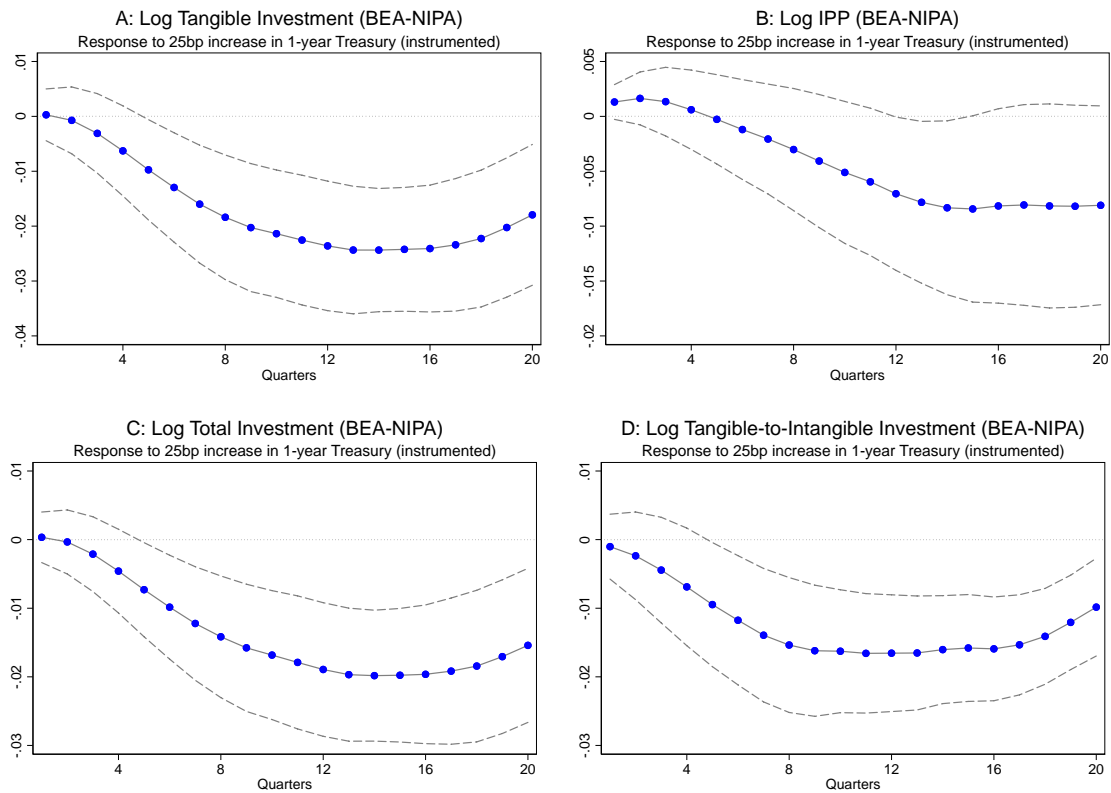 A: Log Tangible Investment (BEA-NIPA)
Response to 25bp increase in 1-year Treasury (instrumented)
.01
0
-.01
-.02
-.03
-.04
4 8 12 16 20
Quarters
B: Log IPP (BEA-NIPA)
Response to 25bp increase in 1-year Treasury (instrumented)
.005
0
-.005
-.01
-.015
-.02
4 8 12 16 20
Quarters
C: Log Total Investment (BEA-NIPA)
Response to 25bp increase in 1-year Treasury (instrumented)
.01
0
-.01
-.02
-.03
4 8 12 16 20
Quarters
D: Log Tangible-to-Intangible Investment (BEA-NIPA)
Response to 25bp increase in 1-year Treasury (instrumented)
.01
0
-.01
-.02
-.03
4 8 12 16 20
Quarters